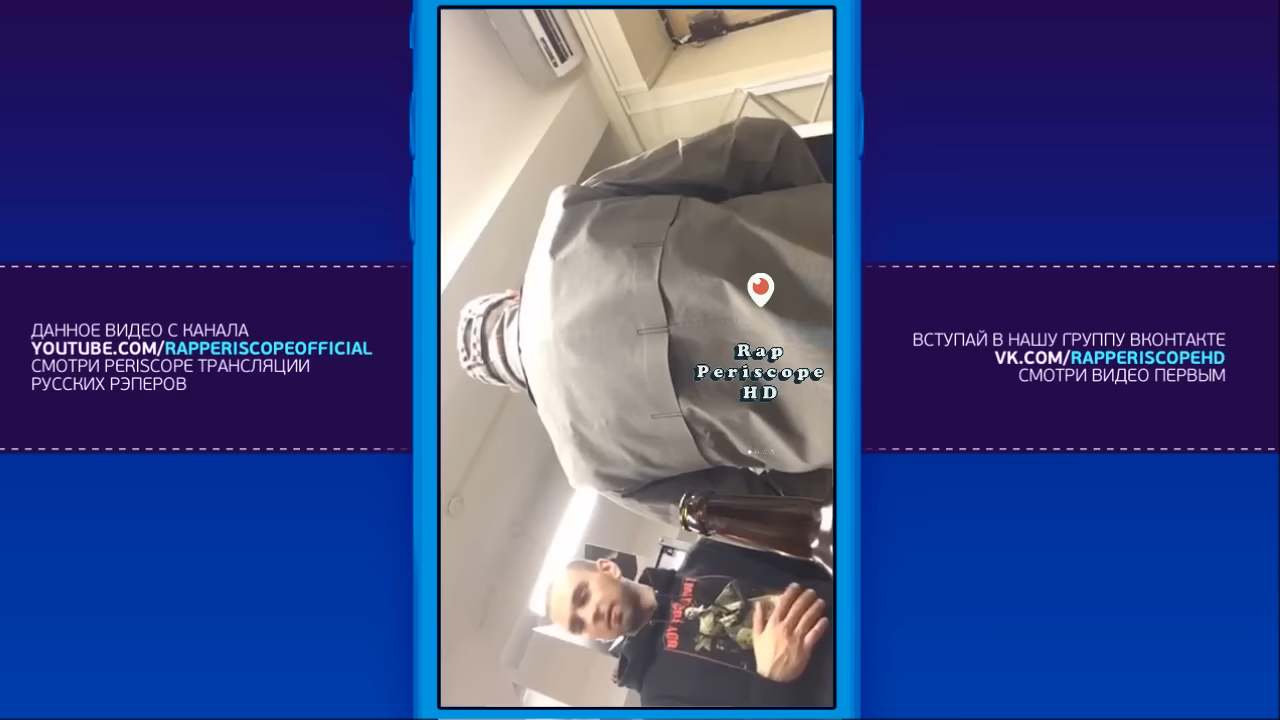 ДАННОЕ ВИДЕО С КАНАЛА
YOUTUBE.COM/RAPPERISCOPEOFFICIAL
СМОТРИ PERISCOPE ТРАНСЛЯЦИИ
РУССКИХ РЭПЕРОВ
Rap
Periscope
HD
ВСТУПАЙ В НАШУ ГРУППУ ВКОНТАКТЕ
VK.COM/RAPPERISCOPEHD
СМОТРИ ВИДЕО ПЕРВЫМ